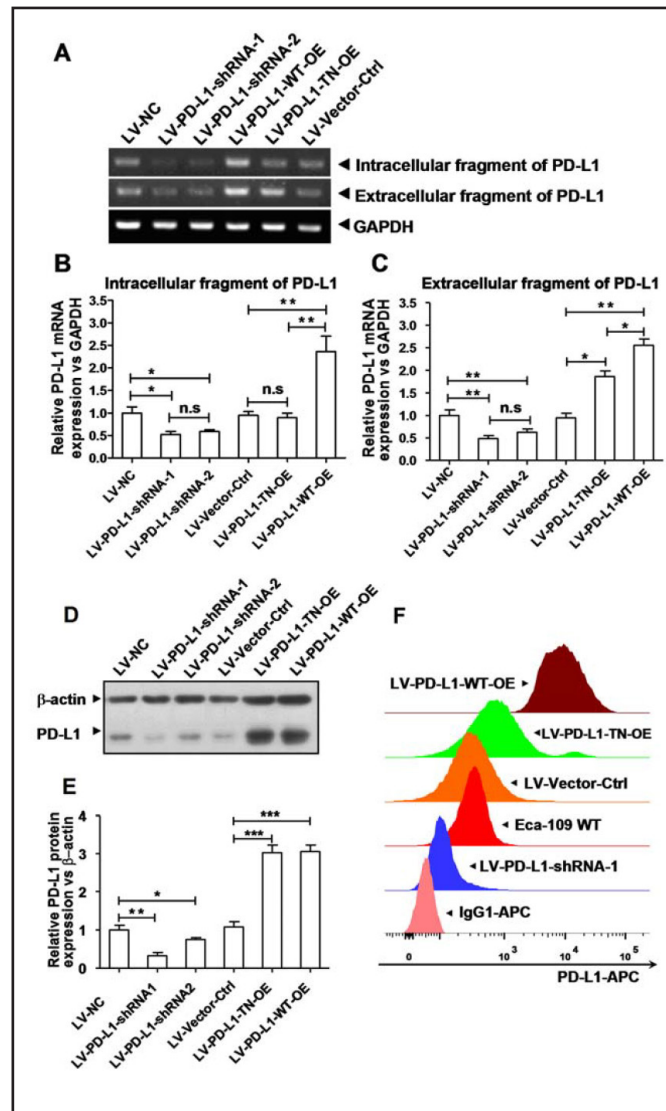 A
LV-NC
LV-PD-L1-shRNA-1
LV-PD-L1-shRNA-2
LV-PD-L1-WT-OE
LV-PD-L1-TN-OE
LV-Vector-Ctrl
Intracellular fragment of PD-L1
Extracellular fragment of PD-L1
GAPDH
B
Intracellular fragment of PD-L1
Relative PD-L1 mRNA
expression vs GAPDH
3.5
3.0
2.5
2.0
1.5
1.0
0.5
0.0
*
*
n.s
n.s
**
**
LV-NC
LV-PD-L1-shRNA-1
LV-PD-L1-shRNA-2
LV-Vector-Ctrl
LV-PD-L1-TN-OE
LV-PD-L1-WT-OE
C
Extracellular fragment of PD-L1
Relative PD-L1 mRNA
expression vs GAPDH
3.5
3.0
2.5
2.0
1.5
1.0
0.5
0.0
**
**
n.s
**
*
*
LV-NC
LV-PD-L1-shRNA-1
LV-PD-L1-shRNA-2
LV-Vector-Ctrl
LV-PD-L1-TN-OE
LV-PD-L1-WT-OE
D
LV-NC
LV-PD-L1-shRNA-1
LV-PD-L1-shRNA-2
LV-Vector-Ctrl
LV-PD-L1-TN-OE
LV-PD-L1-WT-OE
β-actin
PD-L1
E
Relative PD-L1 protein
expression vs β-actin
4
3
2
1
0
*
**
***
***
LV-NC
LV-PD-L1-shRNA1
LV-PD-L1-shRNA2
LV-Vector-Ctrl
LV-PD-L1-TN-OE
LV-PD-L1-WT-OE
F
LV-PD-L1-WT-OE
LV-PD-L1-TN-OE
LV-Vector-Ctrl
Eca-109 WT
LV-PD-L1-shRNA-1
IgG1-APC
0 10³ 10⁴ 10⁵
PD-L1-APC